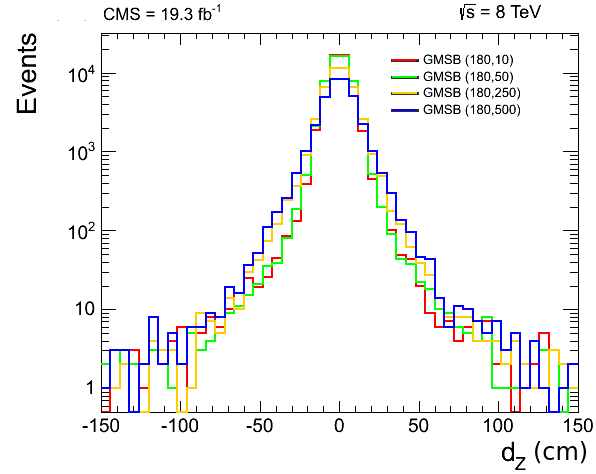 CMS = 19.3 fb⁻¹ √s = 8 TeV
Events
GMSB (180,10)
GMSB (180,50)
GMSB (180,250)
GMSB (180,500)
10⁴
10³
10²
10
1
-150 -100 -50 0 50 100 150
d_Z (cm)